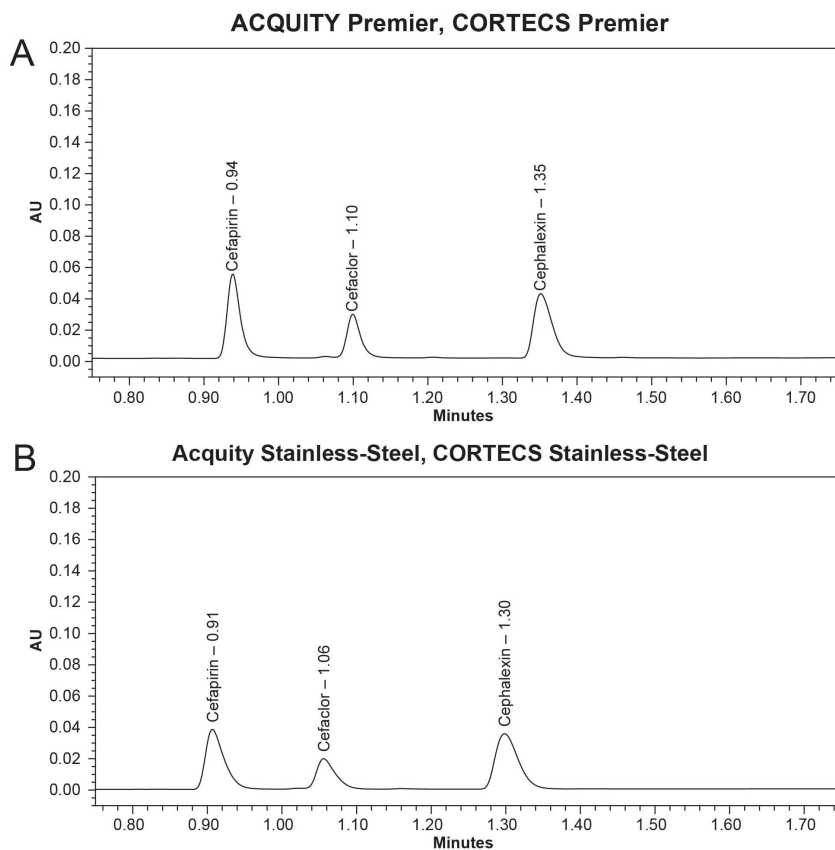 ACQUITY Premier, CORTECS Premier
A
0.20
0.18
0.16
0.14
0.12
0.10
0.08
0.06
0.04
0.02
0.00
AU
Cefapirin – 0.94
Cefaclor – 1.10
Cephalexin – 1.35
0.80 0.90 1.00 1.10 1.20 1.30 1.40 1.50 1.60 1.70
Minutes
B
Acquity Stainless-Steel, CORTECS Stainless-Steel
0.20
0.18
0.16
0.14
0.12
0.10
0.08
0.06
0.04
0.02
0.00
AU
Cefapirin – 0.91
Cefaclor – 1.06
Cephalexin – 1.30
0.80 0.90 1.00 1.10 1.20 1.30 1.40 1.50 1.60 1.70
Minutes